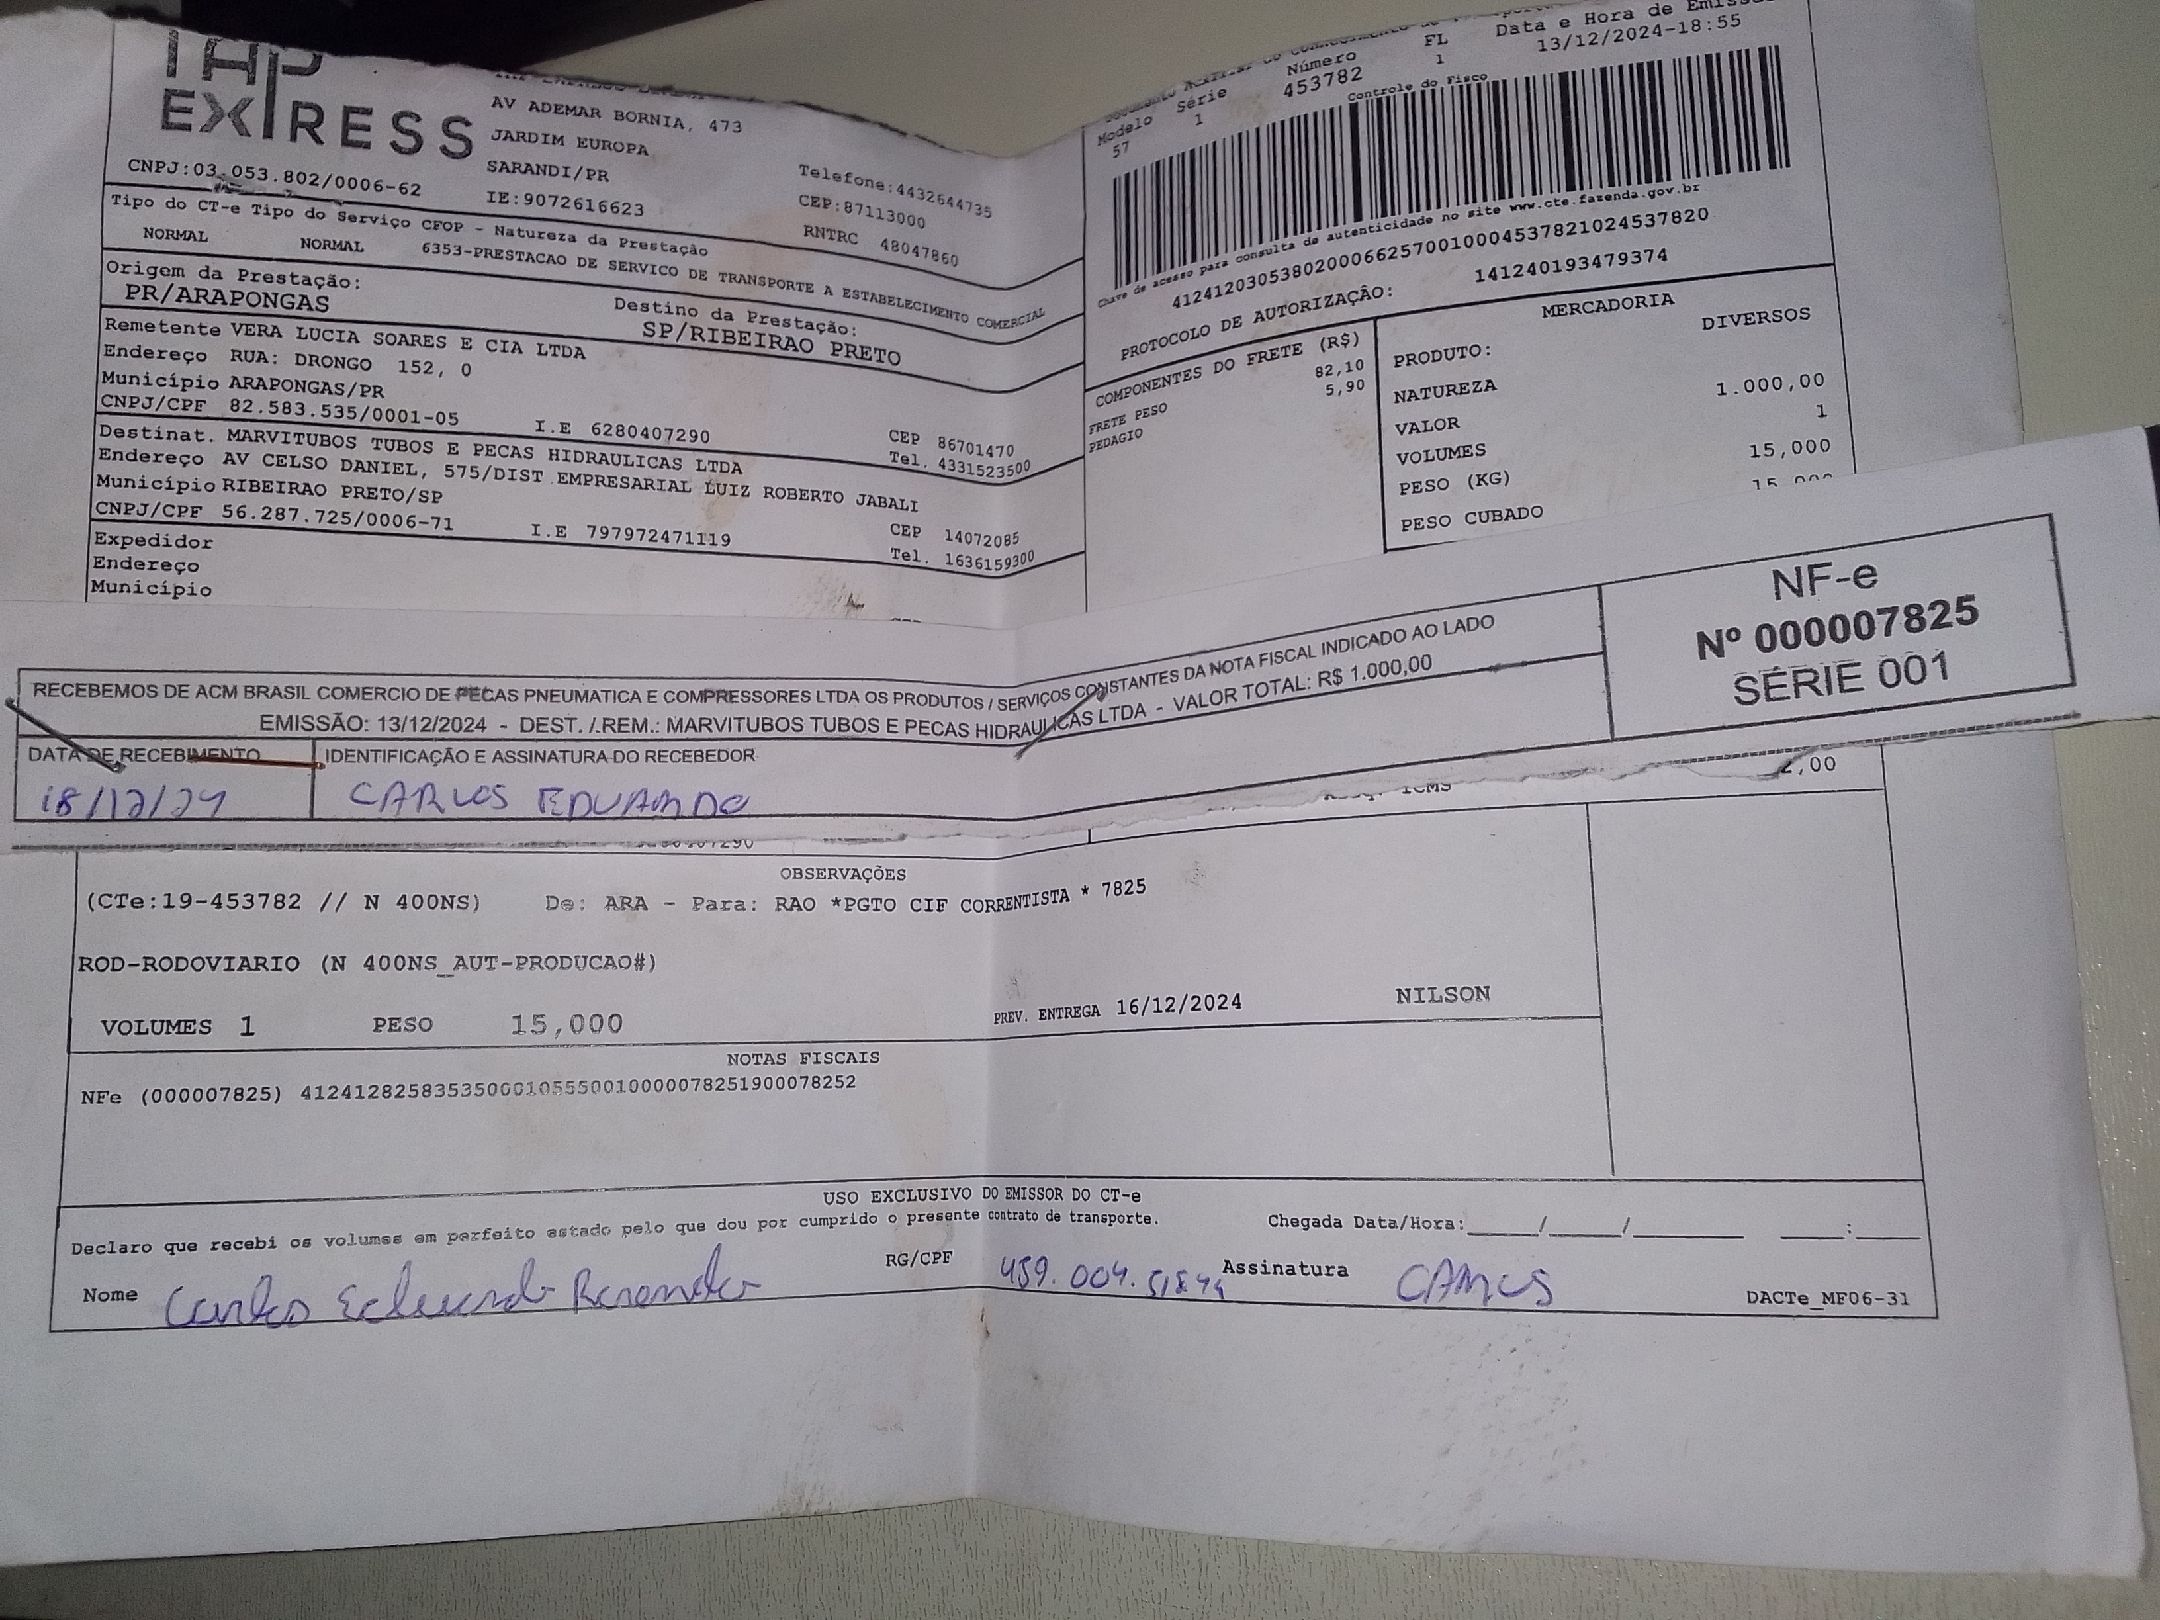 TAP
EXPRESS
AV ADEMAR BORNIA, 473
JARDIM EUROPA
SARANDI/PR
CNPJ:03.053.802/0006-62
IE:9072616623
Telefone:4432644735
CEP:87113000
RNTRC 48047860
Tipo do CT-e Tipo do Serviço CFOP - Natureza da Prestação
NORMAL NORMAL 6353-PRESTACAO DE SERVICO DE TRANSPORTE A ESTABELECIMENTO COMERCIAL
Origem da Prestação:
PR/ARAPONGAS
Destino da Prestação:
SP/RIBEIRAO PRETO
Remetente VERA LUCIA SOARES E CIA LTDA
Endereço RUA: DRONGO 152, 0
Município ARAPONGAS/PR
CNPJ/CPF 82.583.535/0001-05 I.E 6280407290
CEP 86701470
Tel. 4331523500
Destinat. MARVITUBOS TUBOS E PECAS HIDRAULICAS LTDA
Endereço AV CELSO DANIEL, 575/DIST EMPRESARIAL LUIZ ROBERTO JABALI
Município RIBEIRAO PRETO/SP
CNPJ/CPF 56.287.725/0006-71 I.E 797972471119
CEP 14072085
Tel. 1636159300
Expedidor
Endereço
Município
Modelo Série Número FL Data e Hora de
57 1 453782 1 13/12/2024-18:55
Controle do Fisco
Chave de acesso para consulta de autenticidade no site www.cte.fazenda.gov.br
41241203053802000662570010004537821024537820
PROTOCOLO DE AUTORIZAÇÃO: 141240193479374
COMPONENTES DO FRETE (R$)
FRETE PESO 82,10
PEDAGIO 5,90
MERCADORIA
PRODUTO: DIVERSOS
NATUREZA
VALOR 1.000,00
VOLUMES 1
PESO (KG) 15,000
PESO CUBADO 15,000
RECEBEMOS DE ACM BRASIL COMERCIO DE PECAS PNEUMATICA E COMPRESSORES LTDA OS PRODUTOS / SERVIÇOS CONSTANTES DA NOTA FISCAL INDICADO AO LADO
EMISSÃO: 13/12/2024 - DEST. /.REM.: MARVITUBOS TUBOS E PECAS HIDRAULICAS LTDA - VALOR TOTAL: R$ 1.000,00
NF-e
Nº 000007825
SÉRIE 001
DATA DE RECEBIMENTO IDENTIFICAÇÃO E ASSINATURA DO RECEBEDOR
18/12/24 CARLOS EDUARDO
2,00
OBSERVAÇÕES
(CTe:19-453782 // N 400NS) De: ARA - Para: RAO *PGTO CIF CORRENTISTA * 7825
ROD-RODOVIARIO (N 400NS_AUT-PRODUCAO#)
VOLUMES 1 PESO 15,000 PREV. ENTREGA 16/12/2024 NILSON
NOTAS FISCAIS
NFe (000007825) 41241282583535000105550010000078251900078252
USO EXCLUSIVO DO EMISSOR DO CT-e
Declaro que recebi os volumes em perfeito estado pelo que dou por cumprido o presente contrato de transporte. Chegada Data/Hora:____/____/______ ___:___
Nome Carlos Eduardo RG/CPF 459.004. Assinatura CARLOS
DACTe_MF06-31